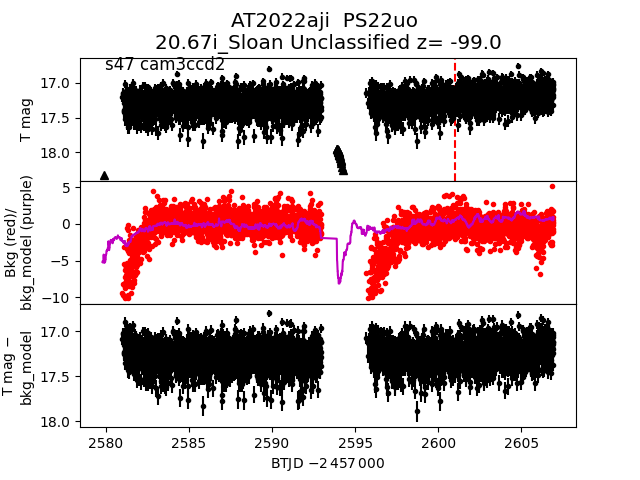 AT2022aji  PS22uo
20.67i_Sloan Unclassified z= -99.0
s47 cam3ccd2
T mag
17.0
17.5
18.0
Bkg (red)/
bkg_model (purple)
5
0
−5
−10
T mag −
bkg_model
17.0
17.5
18.0
2580
2585
2590
2595
2600
2605
BTJD −2 457 000